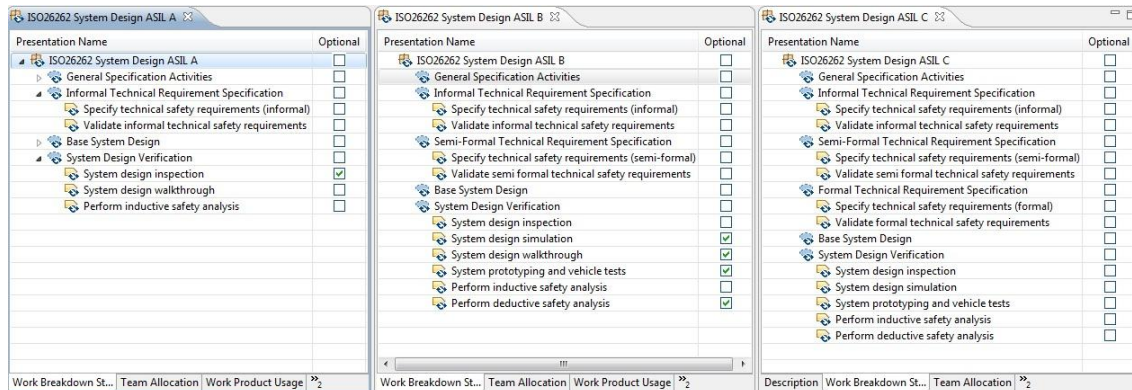 ISO26262 System Design ASIL A
Presentation Name Optional
ISO26262 System Design ASIL A
General Specification Activities
Informal Technical Requirement Specification
Specify technical safety requirements (informal)
Validate informal technical safety requirements
Base System Design
System Design Verification
System design inspection
System design walkthrough
Perform inductive safety analysis
Work Breakdown St... Team Allocation Work Product Usage »2
ISO26262 System Design ASIL B
Presentation Name Optional
ISO26262 System Design ASIL B
General Specification Activities
Informal Technical Requirement Specification
Specify technical safety requirements (informal)
Validate informal technical safety requirements
Semi-Formal Technical Requirement Specification
Specify technical safety requirements (semi-formal)
Validate semi formal technical safety requirements
Base System Design
System Design Verification
System design inspection
System design simulation
System design walkthrough
System prototyping and vehicle tests
Perform inductive safety analysis
Perform deductive safety analysis
Work Breakdown St... Team Allocation Work Product Usage »2
ISO26262 System Design ASIL C
Presentation Name Optional
ISO26262 System Design ASIL C
General Specification Activities
Informal Technical Requirement Specification
Specify technical safety requirements (informal)
Validate informal technical safety requirements
Semi-Formal Technical Requirement Specification
Specify technical safety requirements (semi-formal)
Validate semi formal technical safety requirements
Formal Technical Requirement Specification
Specify technical safety requirements (formal)
Validate formal technical safety requirements
Base System Design
System Design Verification
System design inspection
System design simulation
System prototyping and vehicle tests
Perform inductive safety analysis
Perform deductive safety analysis
Description Work Breakdown St... Team Allocation »2